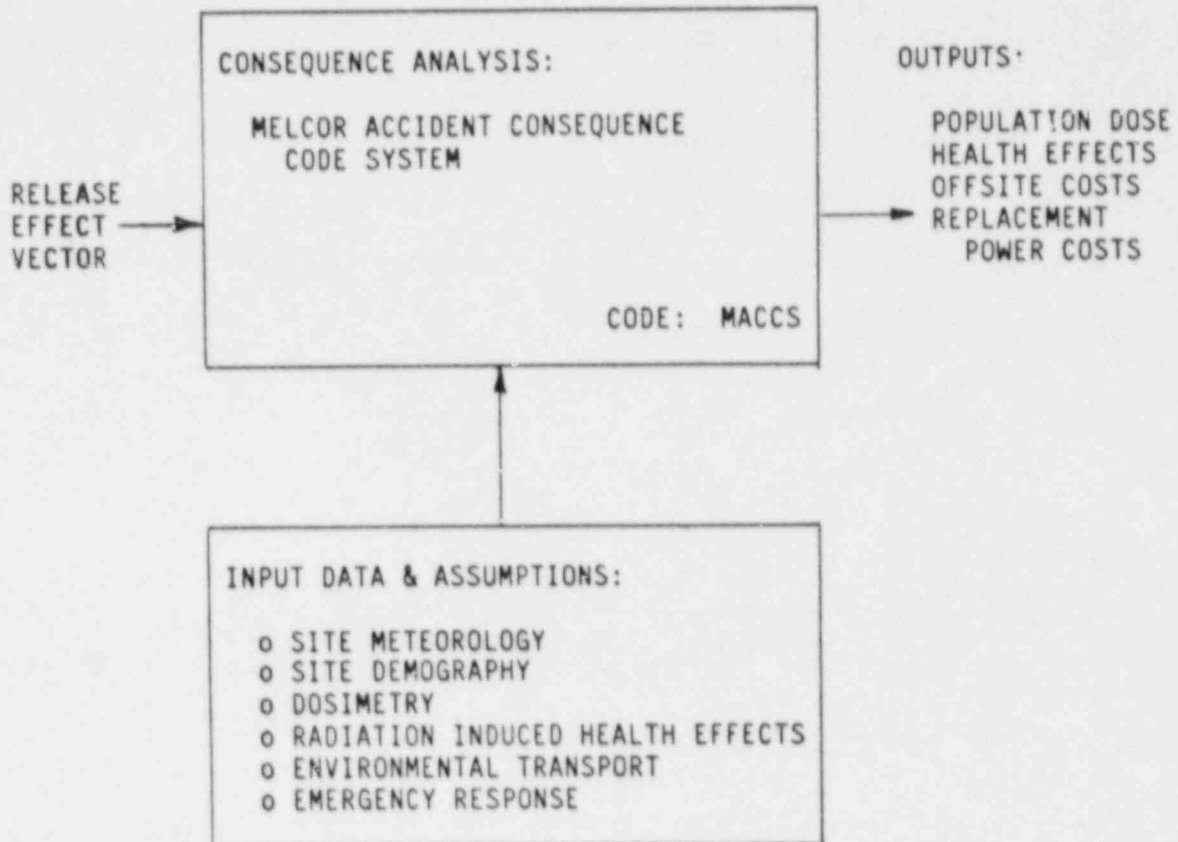 CONSEQUENCE ANALYSIS:
MELCOR ACCIDENT CONSEQUENCE
CODE SYSTEM
CODE: MACCS
RELEASE
EFFECT
VECTOR
OUTPUTS:
POPULATION DOSE
HEALTH EFFECTS
OFFSITE COSTS
REPLACEMENT
POWER COSTS
INPUT DATA & ASSUMPTIONS:
o SITE METEOROLOGY
o SITE DEMOGRAPHY
o DOSIMETRY
o RADIATION INDUCED HEALTH EFFECTS
o ENVIRONMENTAL TRANSPORT
o EMERGENCY RESPONSE